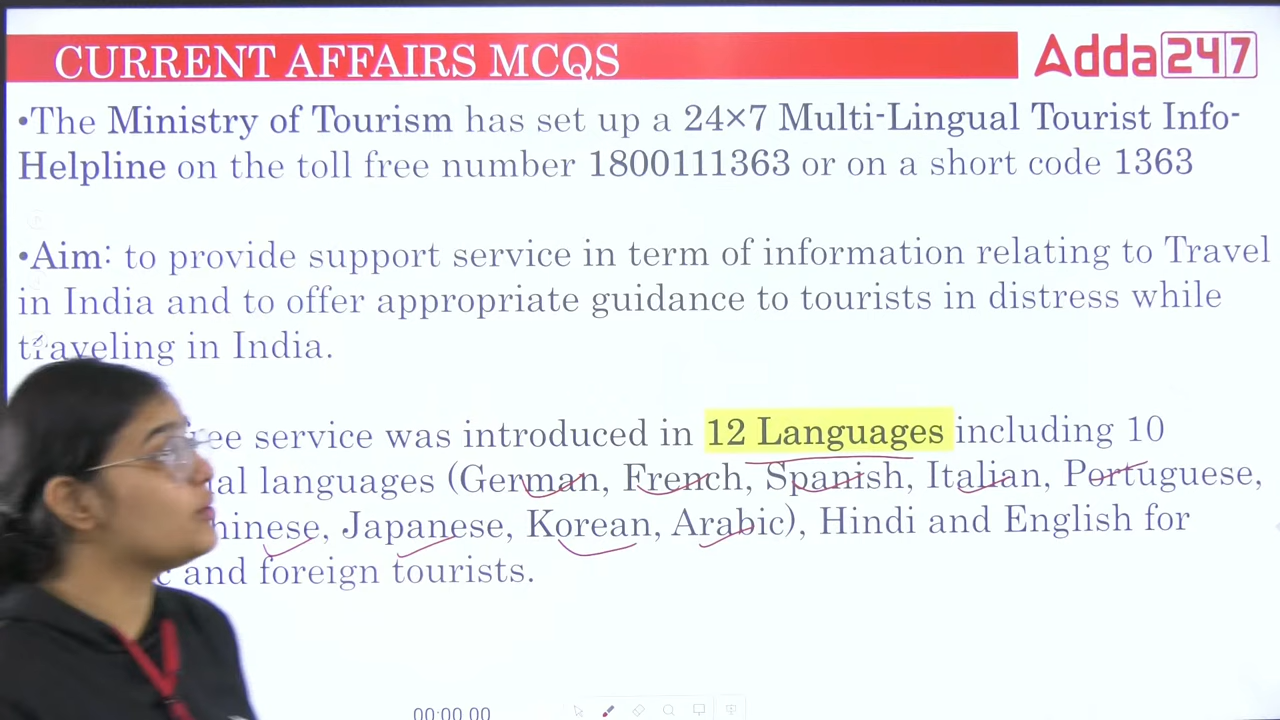 CURRENT AFFAIRS MCQS
Adda247
•The Ministry of Tourism has set up a 24×7 Multi-Lingual Tourist Info-
Helpline on the toll free number 1800111363 or on a short code 1363
•Aim: to provide support service in term of information relating to Travel
in India and to offer appropriate guidance to tourists in distress while
traveling in India.
service was introduced in 12 Languages including 10
languages (German, French, Spanish, Italian, Portuguese,
Japanese, Korean, Arabic), Hindi and English for
and foreign tourists.
00:00.00